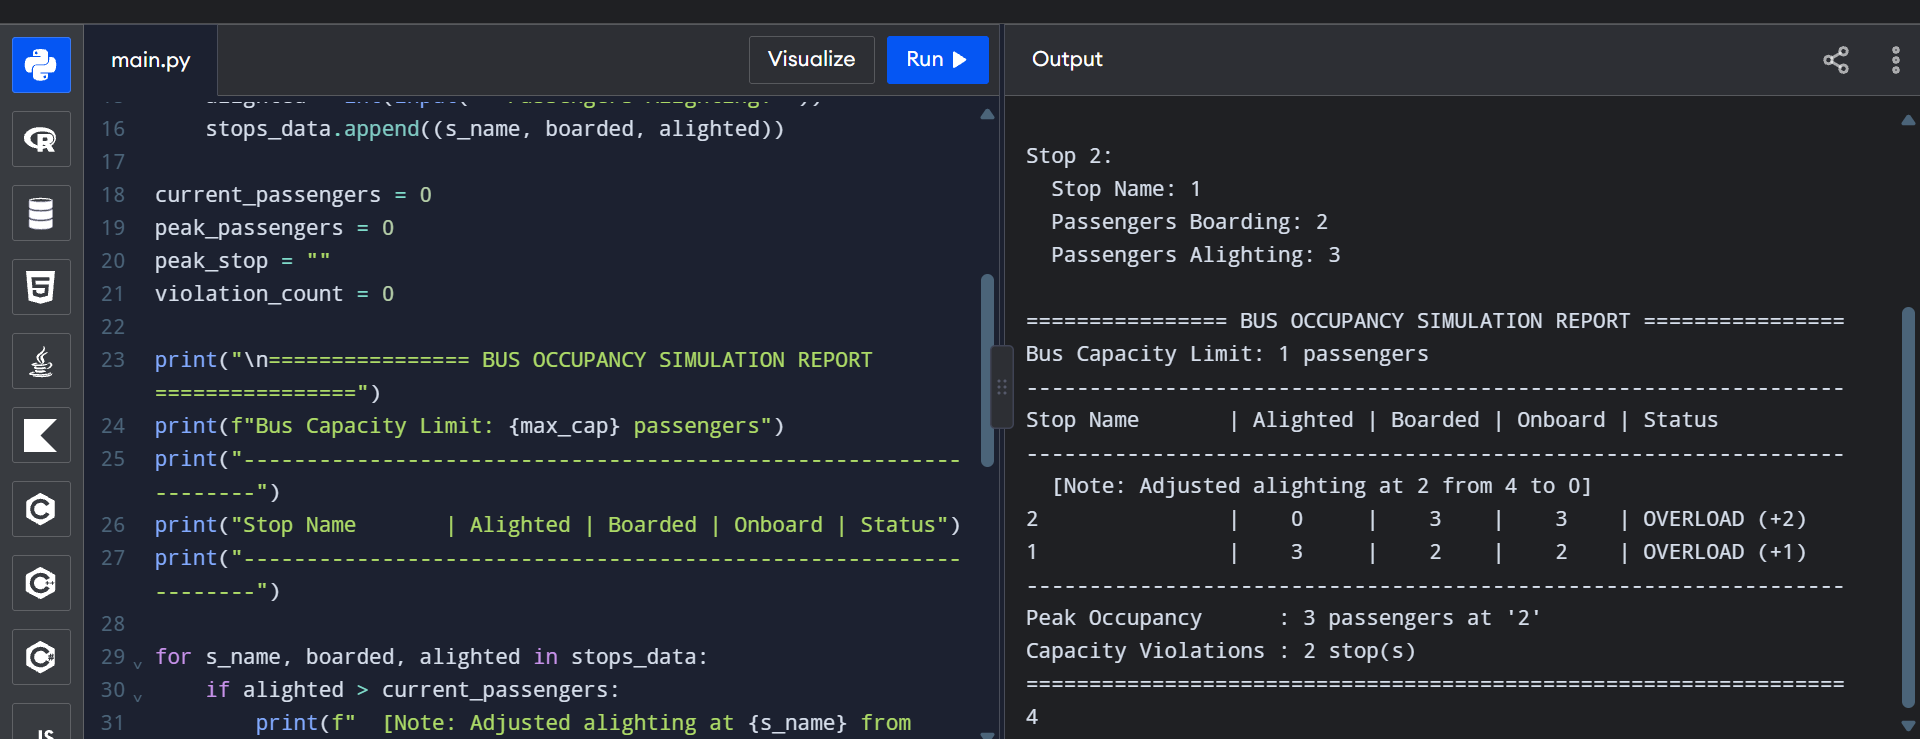 main.py
Visualize
Run
Output
16 stops_data.append((s_name, boarded, alighted))
17
18 current_passengers = 0
19 peak_passengers = 0
20 peak_stop = ""
21 violation_count = 0
22
23 print("\n================ BUS OCCUPANCY SIMULATION REPORT
================")
24 print(f"Bus Capacity Limit: {max_cap} passengers")
25 print("---------------------------------------------------------
--------")
26 print("Stop Name       | Alighted | Boarded | Onboard | Status")
27 print("---------------------------------------------------------
--------")
28
29 for s_name, boarded, alighted in stops_data:
30 if alighted > current_passengers:
31 print(f"  [Note: Adjusted alighting at {s_name} from
Stop 2:
Stop Name: 1
Passengers Boarding: 2
Passengers Alighting: 3
================ BUS OCCUPANCY SIMULATION REPORT ================
Bus Capacity Limit: 1 passengers
-----------------------------------------------------------------
Stop Name       | Alighted | Boarded | Onboard | Status
-----------------------------------------------------------------
[Note: Adjusted alighting at 2 from 4 to 0]
2               |    0     |    3    |    3    | OVERLOAD (+2)
1               |    3     |    2    |    2    | OVERLOAD (+1)
-----------------------------------------------------------------
Peak Occupancy      : 3 passengers at '2'
Capacity Violations : 2 stop(s)
=================================================================
4